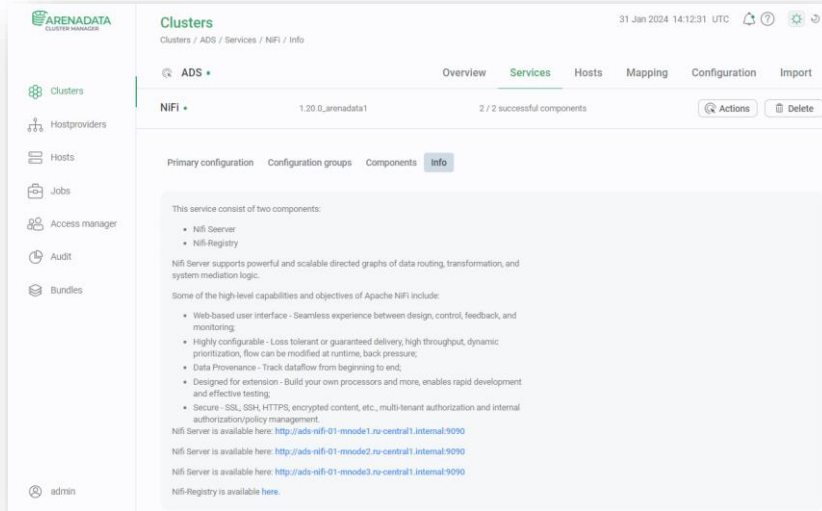 ARENADATA
CLUSTER MANAGER
Clusters
Hostproviders
Hosts
Jobs
Access manager
Audit
Bundles
admin
Clusters
Clusters / ADS / Services / NiFi / Info
31 Jan 2024 14:12:31 UTC
ADS
Overview Services Hosts Mapping Configuration Import
NiFi
1.20.0_arenadata1
2 / 2 successful components
Actions
Delete
Primary configuration Configuration groups Components Info
This service consist of two components:
• Nifi Seerver
• Nifi-Registry
Nifi Server supports powerful and scalable directed graphs of data routing, transformation, and
system mediation logic.
Some of the high-level capabilities and objectives of Apache NiFi include:
• Web-based user interface - Seamless experience between design, control, feedback, and
monitoring;
• Highly configurable - Loss tolerant or guaranteed delivery, high throughput, dynamic
prioritization, flow can be modified at runtime, back pressure;
• Data Provenance - Track dataflow from beginning to end;
• Designed for extension - Build your own processors and more, enables rapid development
and effective testing;
• Secure - SSL, SSH, HTTPS, encrypted content, etc., multi-tenant authorization and internal
authorization/policy management.
Nifi Server is available here: http://ads-nifi-01-mnode1.ru-central1.internal:9090
Nifi Server is available here: http://ads-nifi-01-mnode2.ru-central1.internal:9090
Nifi Server is available here: http://ads-nifi-01-mnode3.ru-central1.internal:9090
Nifi-Registry is available here.